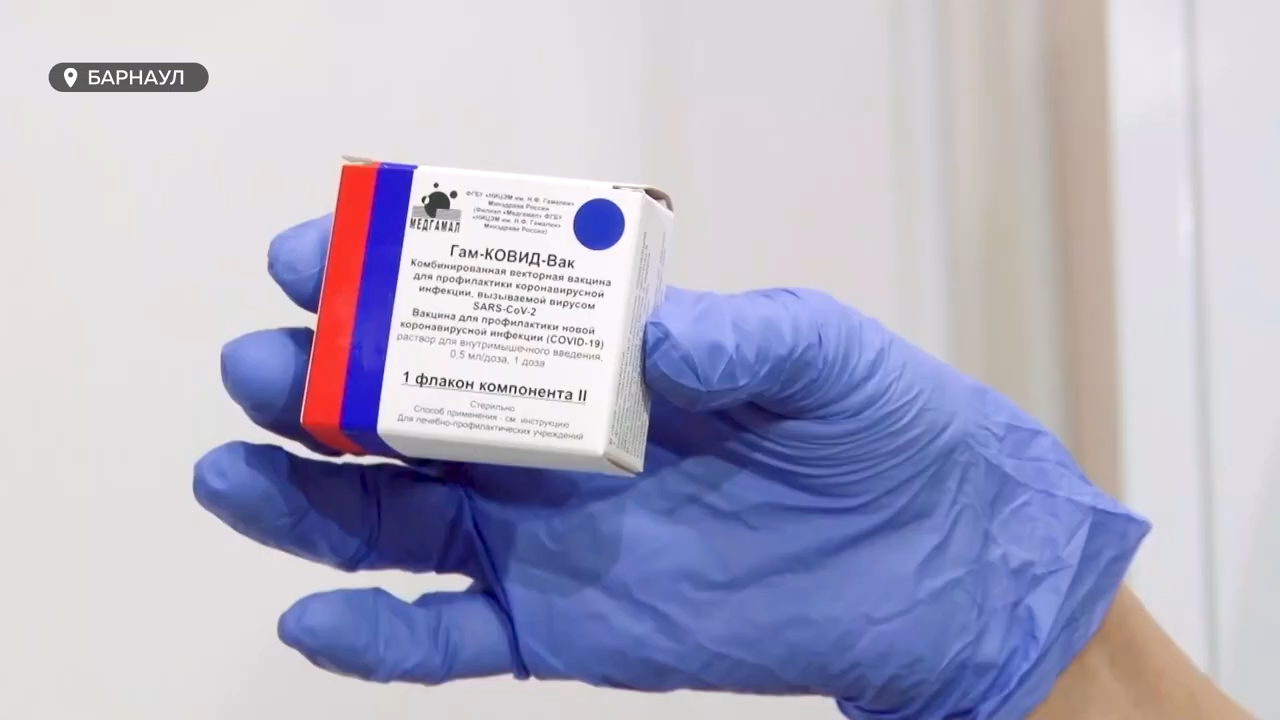 БАРНАУЛ
МЕДГАМАЛ
ФГБУ «НИЦЭМ им. Н.Ф. Гамалеи»
Минздрава России
(Филиал «Медгамал» ФГБУ
«НИЦЭМ им. Н.Ф. Гамалеи»
Минздрава России)
Гам-КОВИД-Вак
Комбинированная векторная вакцина
для профилактики коронавирусной
инфекции, вызываемой вирусом
SARS-CoV-2
Вакцина для профилактики новой
коронавирусной инфекции (COVID-19)
раствор для внутримышечного введения,
0,5 мл/доза, 1 доза
1 флакон компонента II
Стерильно
Способ применения - см. инструкцию
Для лечебно-профилактических учреждений